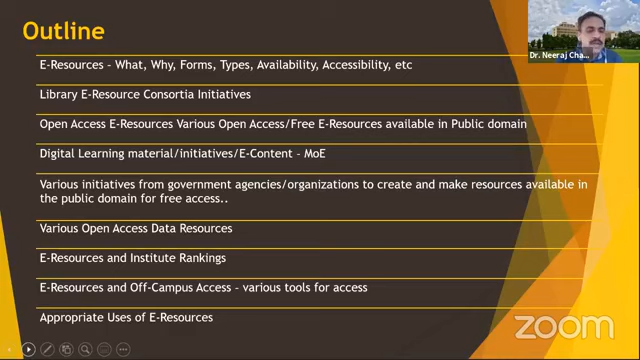 Outline
E-Resources – What, Why, Forms, Types, Availability, Accessibility, etc
Library E-Resource Consortia Initiatives
Open Access E-Resources Various Open Access/Free E-Resources available in Public domain
Digital Learning material/initiatives/E-Content – MoE
Various initiatives from government agencies/organizations to create and make resources available in
the public domain for free access..
Various Open Access Data Resources
E-Resources and Institute Rankings
E-Resources and Off-Campus Access – various tools for access
Appropriate Uses of E-Resources
Dr. Neeraj Cha...
zoom